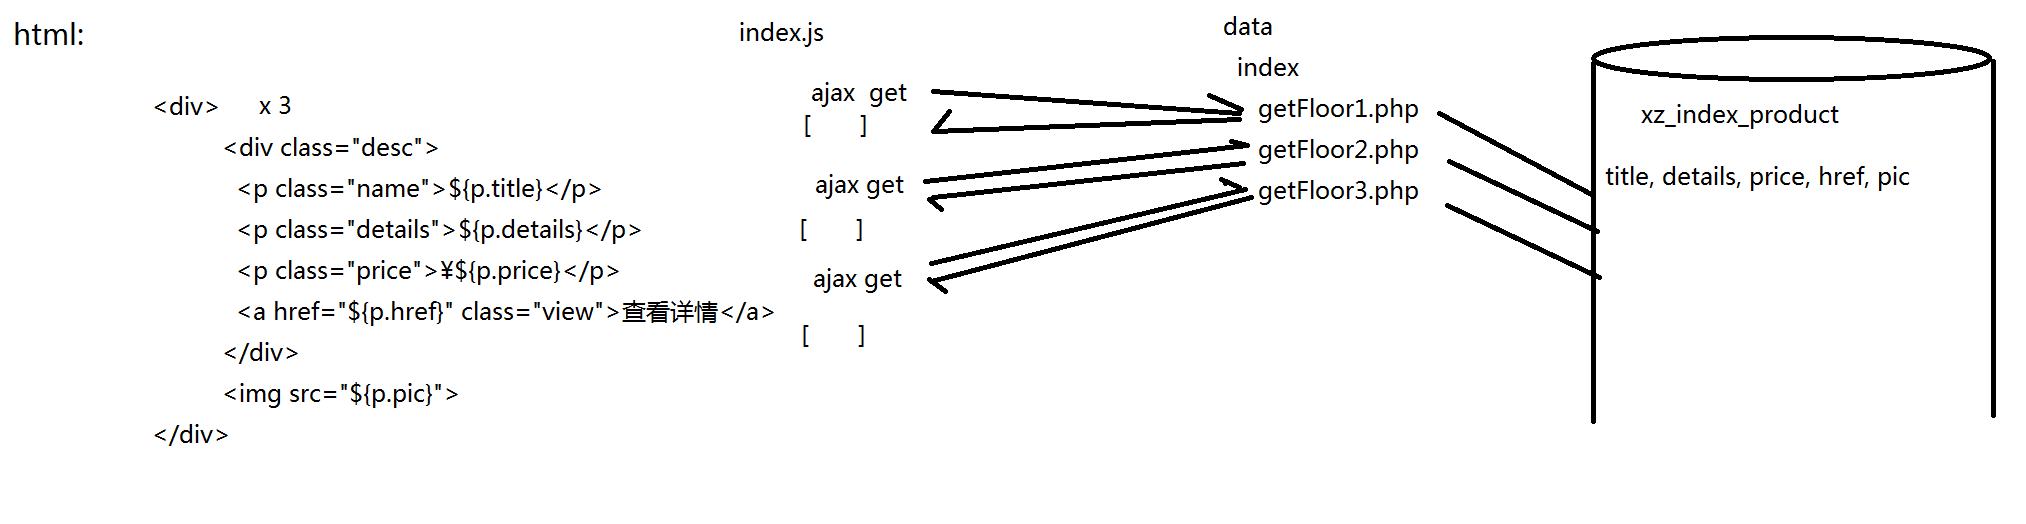 html:
<div> x 3
<div class="desc">
<p class="name">${p.title}</p>
<p class="details">${p.details}</p>
<p class="price">¥${p.price}</p>
<a href="${p.href}" class="view">查看详情</a>
</div>
<img src="${p.pic}">
</div>
index.js
ajax get
[ ]
ajax get
[ ]
ajax get
[ ]
data
index
getFloor1.php
getFloor2.php
getFloor3.php
xz_index_product
title, details, price, href, pic